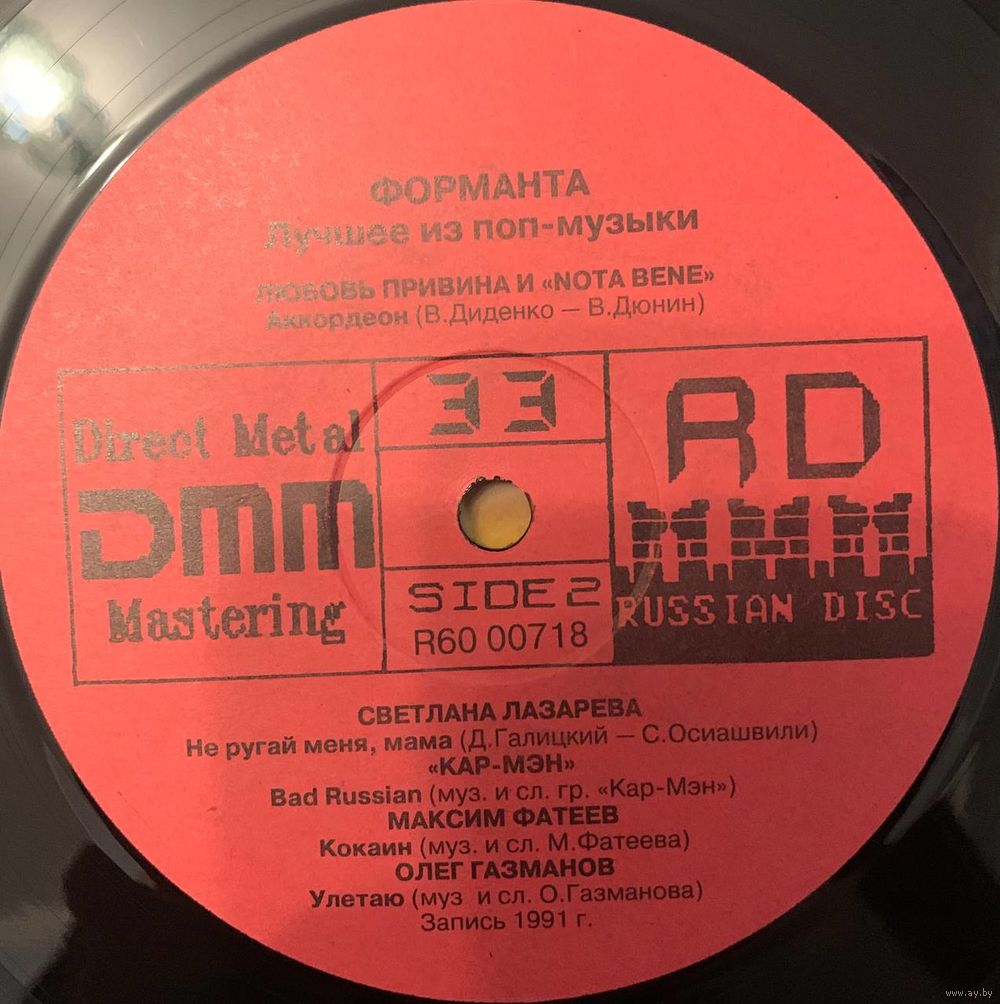 ФОРМАНТА
Лучшее из поп-музыки
ЛЮБОВЬ ПРИВИНА И «NOTA BENE»
Аккордеон (В.Диденко — В.Дюнин)
Direct Metal
DMM
Mastering
33
SIDE 2
R60 00718
RD
RUSSIAN DISC
СВЕТЛАНА ЛАЗАРЕВА
Не ругай меня, мама (Д.Галицкий — С.Осиашвили)
«КАР-МЭН»
Bad Russian (муз. и сл. гр. «Кар-Мэн»)
МАКСИМ ФАТЕЕВ
Кокаин (муз. и сл. М.Фатеева)
ОЛЕГ ГАЗМАНОВ
Улетаю (муз и сл. О.Газманова)
Запись 1991 г.
www.ay.by